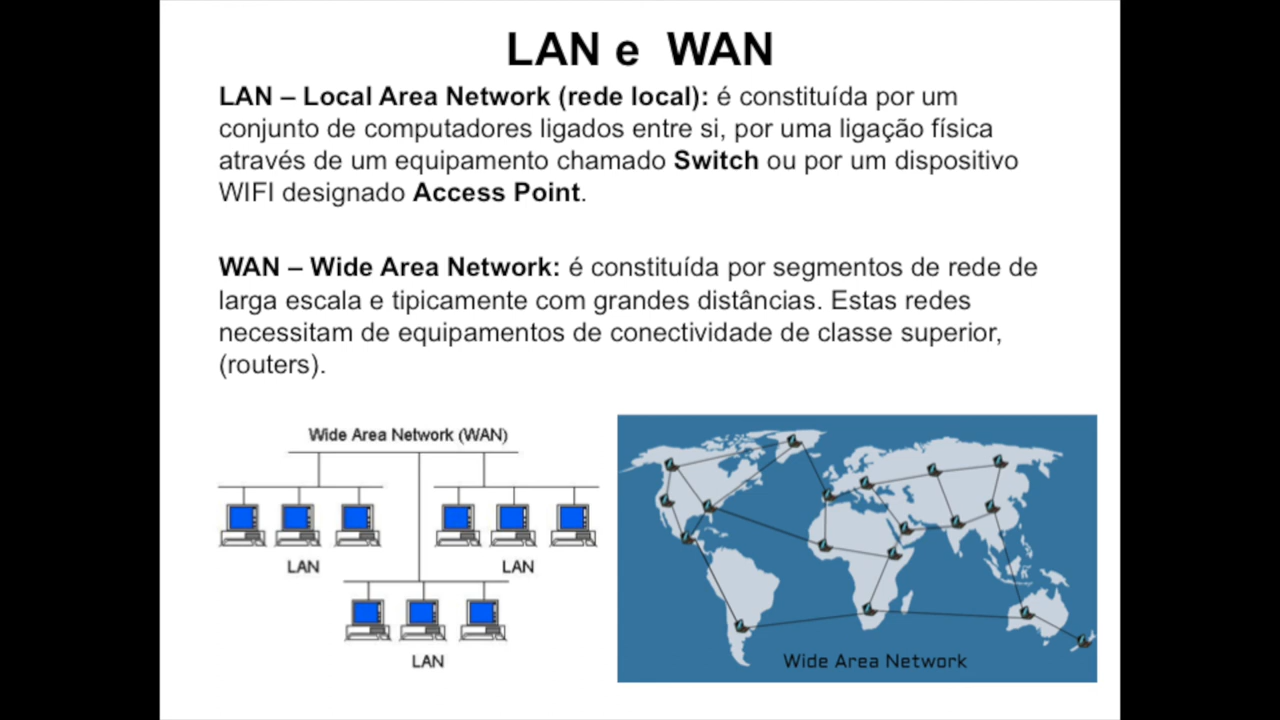 LAN e WAN
LAN – Local Area Network (rede local): é constituída por um
conjunto de computadores ligados entre si, por uma ligação física
através de um equipamento chamado Switch ou por um dispositivo
WIFI designado Access Point.
WAN – Wide Area Network: é constituída por segmentos de rede de
larga escala e tipicamente com grandes distâncias. Estas redes
necessitam de equipamentos de conectividade de classe superior,
(routers).
Wide Area Network (WAN)
LAN
LAN
LAN
Wide Area Network